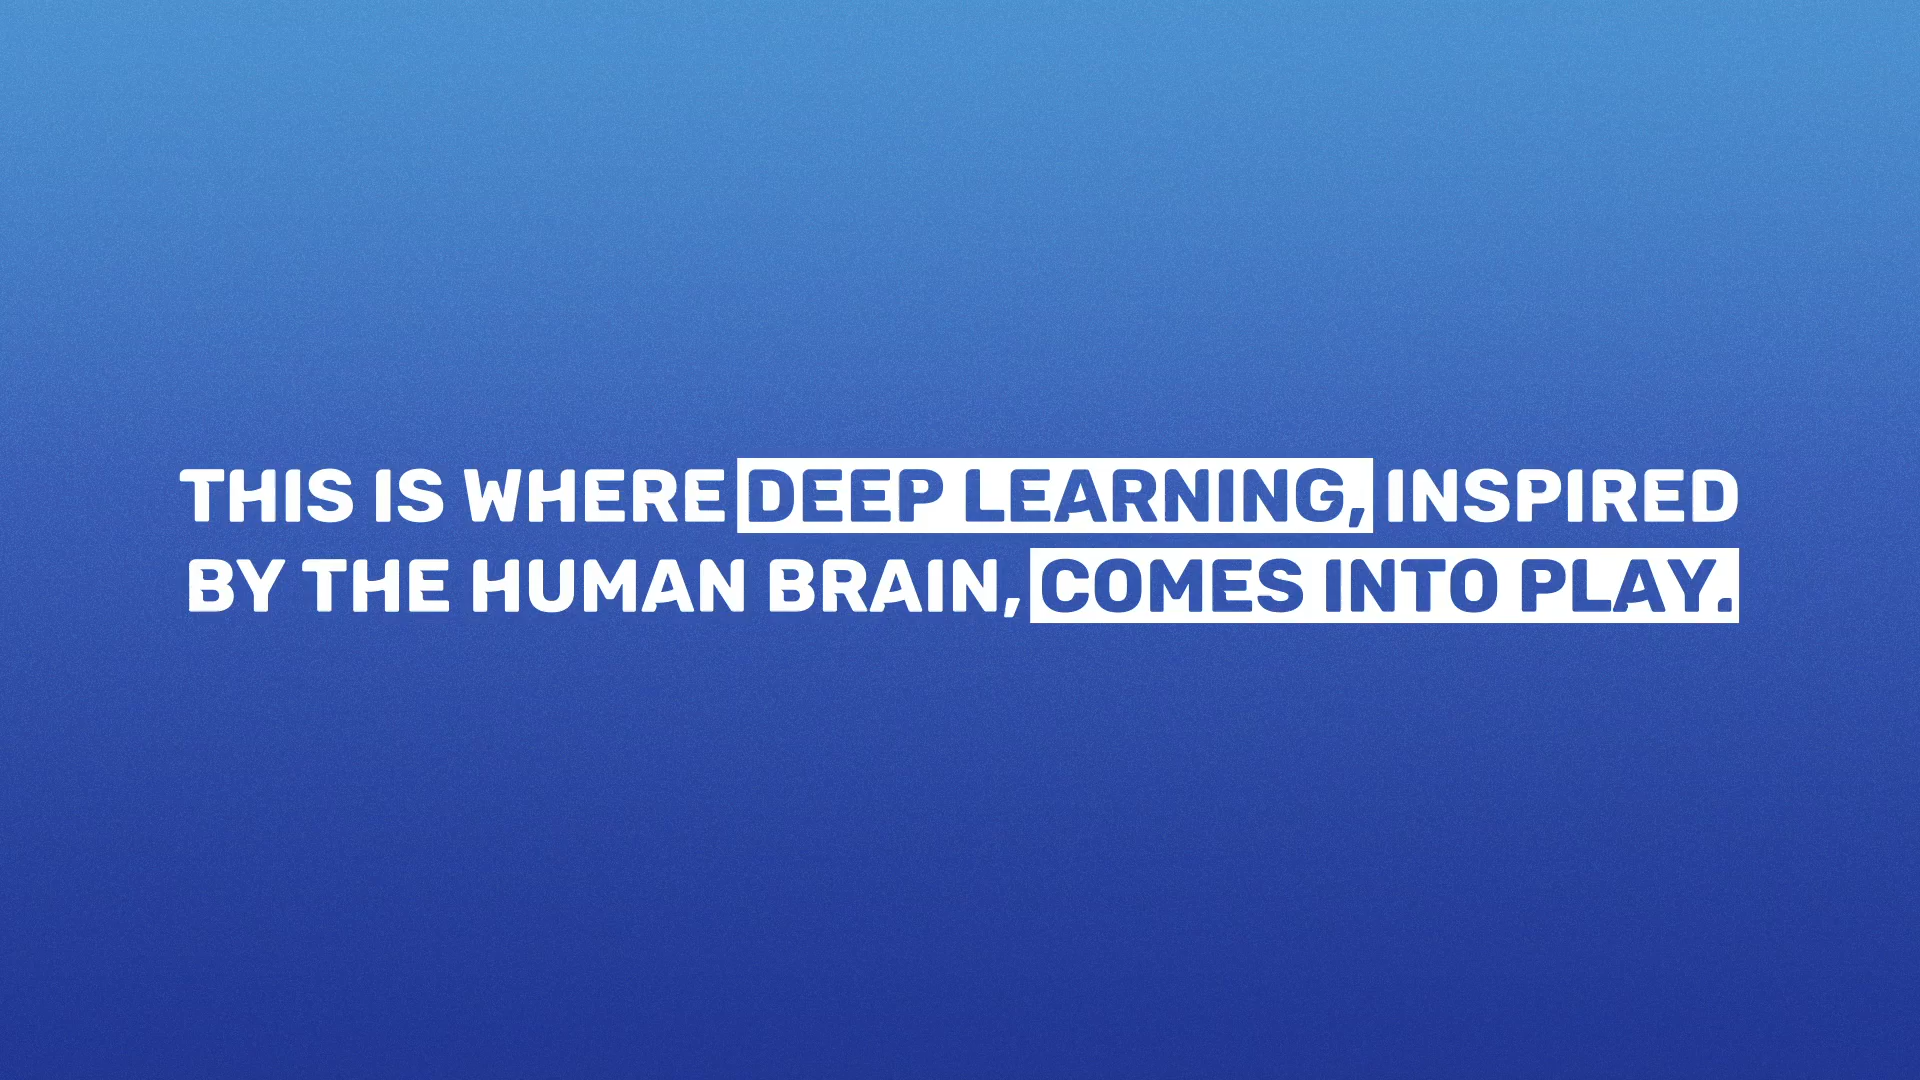 THIS IS WHERE DEEP LEARNING, INSPIRED
BY THE HUMAN BRAIN, COMES INTO PLAY.